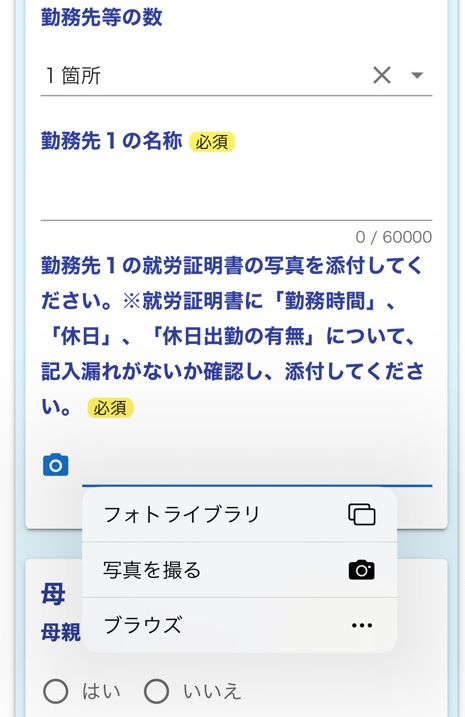 勤務先等の数
1 箇所
勤務先１の名称 必須
0 / 60000
勤務先１の就労証明書の写真を添付してく
ださい。※就労証明書に「勤務時間」、
「休日」、「休日出勤の有無」について、
記入漏れがないか確認し、添付してくださ
い。 必須
フォトライブラリ
写真を撮る
ブラウズ
母
母親
はい いいえ